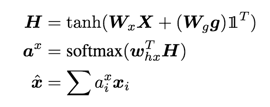 H = tanh(W_x X + (W_g g)𝟙^T)
a^x = softmax(w_{hx}^T H)
x̂ = ∑ a_i^x x_i